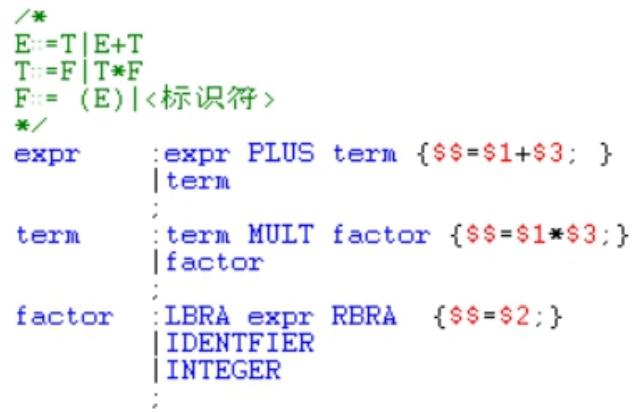 /*
E::=T|E+T
T::=F|T*F
F::= (E)|<标识符>
*/
expr :expr PLUS term {$$=$1+$3; }
|term
;
term :term MULT factor {$$=$1*$3;}
|factor
;
factor :LBRA expr RBRA {$$=$2;}
|IDENTFIER
|INTEGER
;